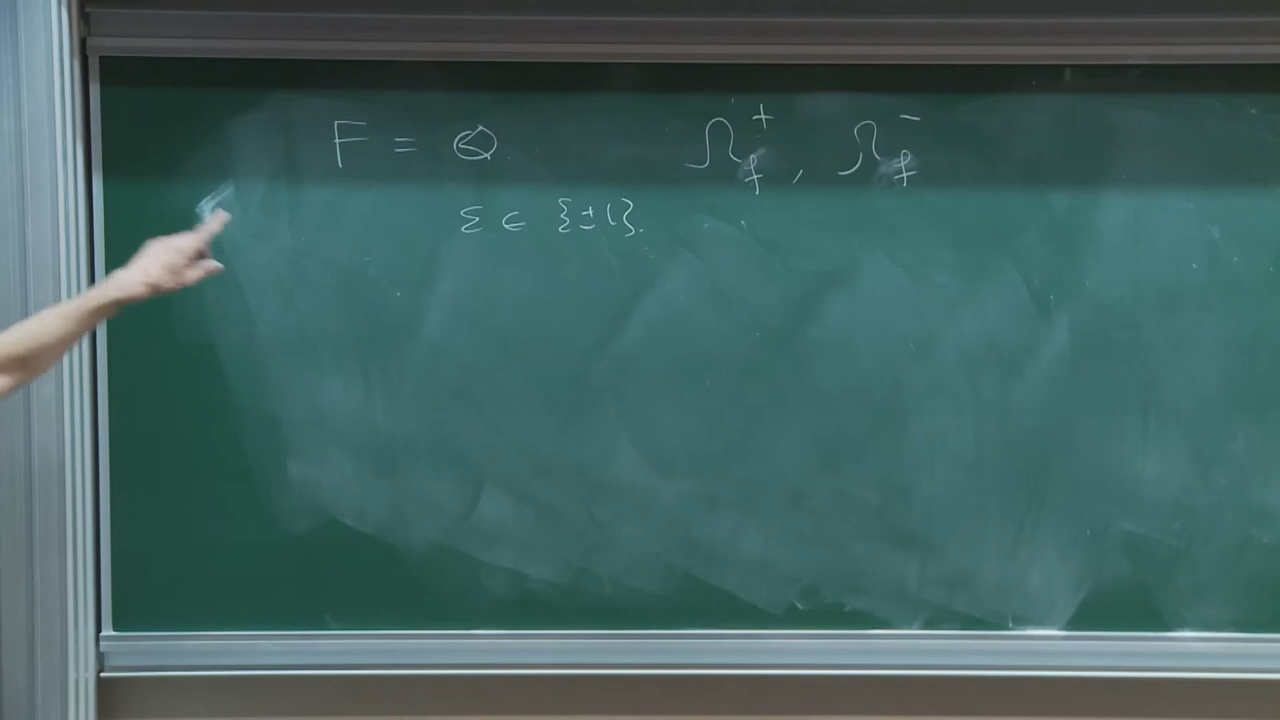 F = ℚ Ω_f^+ , Ω_f^-
Σ ∈ {±1}.